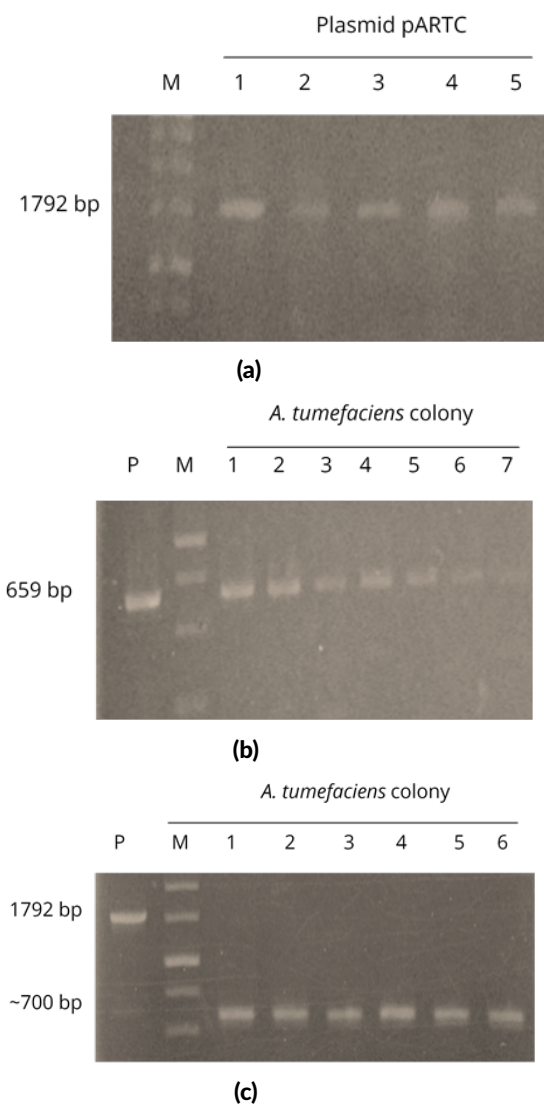 Plasmid pARTC
M 1 2 3 4 5
1792 bp
(a)
A. tumefaciens colony
P M 1 2 3 4 5 6 7
659 bp
(b)
A. tumefaciens colony
P M 1 2 3 4 5 6
1792 bp
~700 bp
(c)